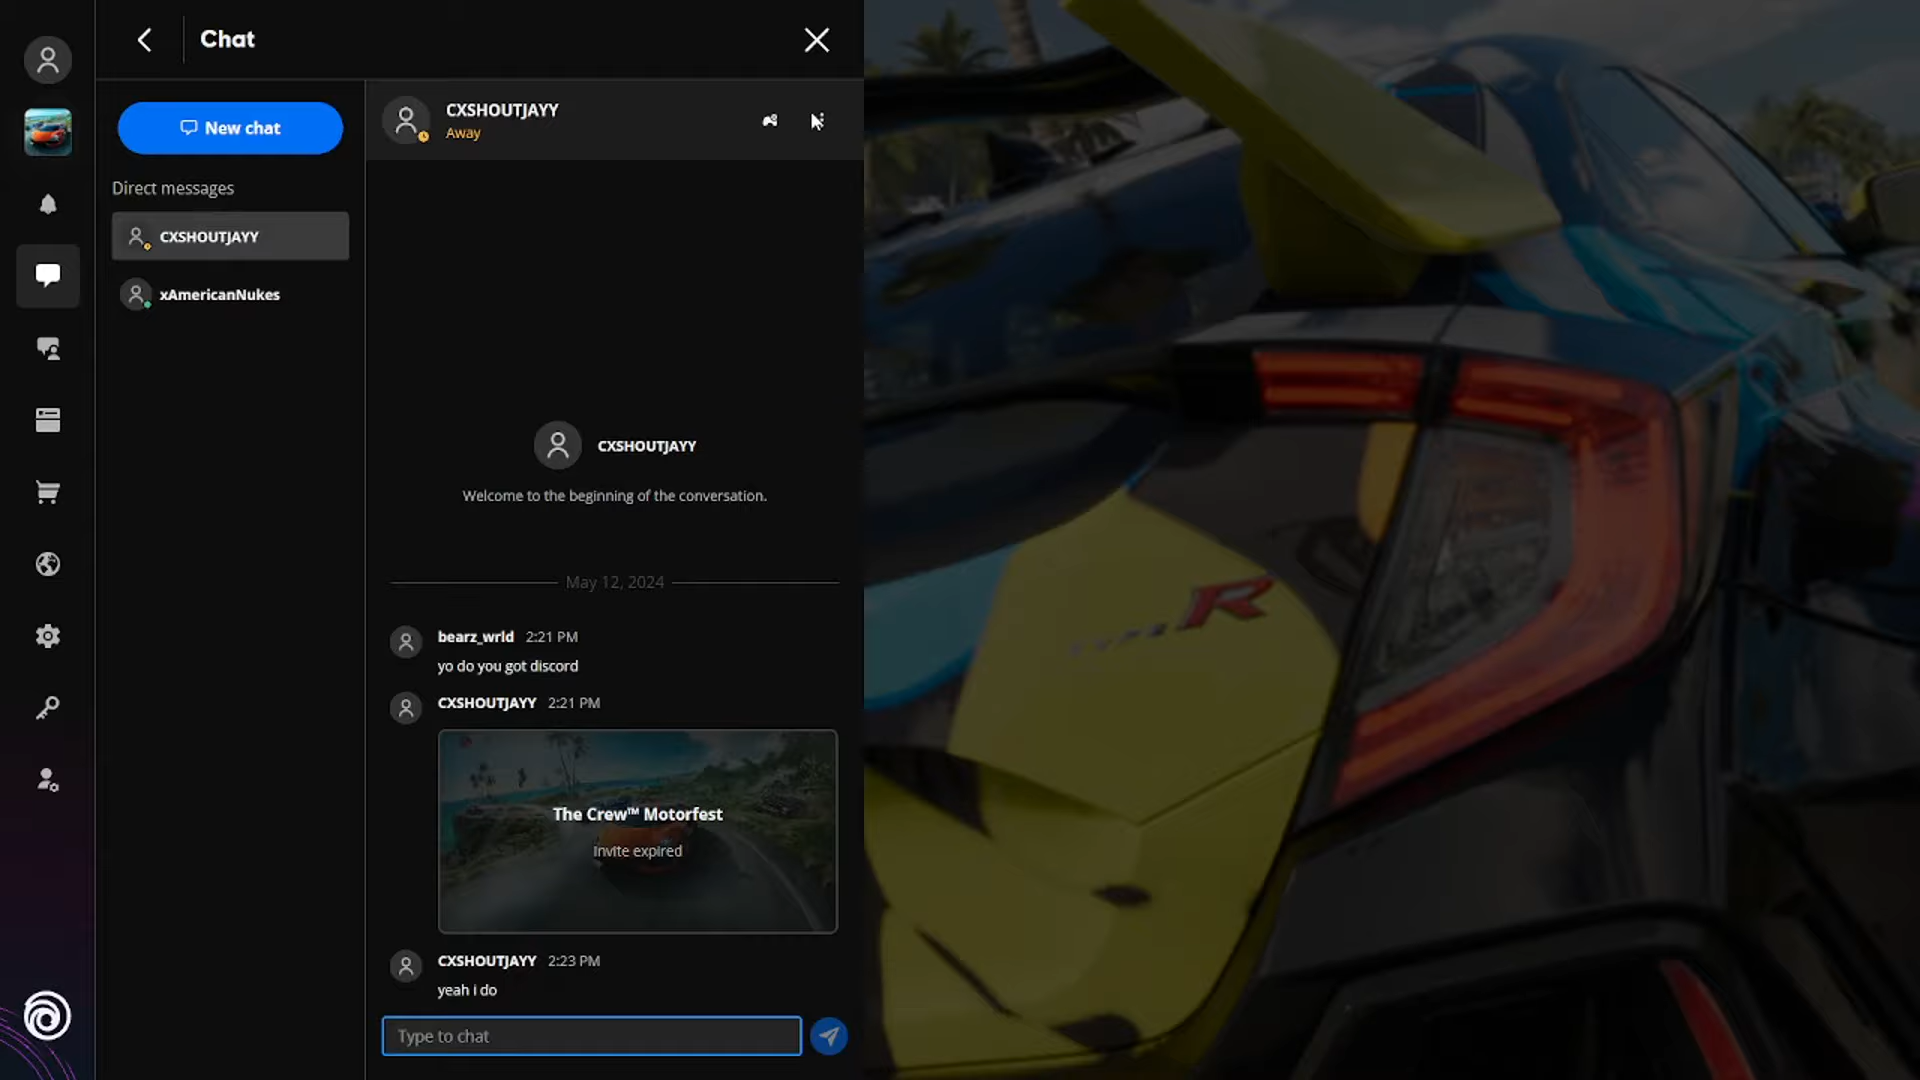 Chat
New chat
Direct messages
CXSHOUTJAYY
xAmericanNukes
CXSHOUTJAYY
Away
CXSHOUTJAYY
Welcome to the beginning of the conversation.
May 12, 2024
bearz_wrld 2:21 PM
yo do you got discord
CXSHOUTJAYY 2:21 PM
The Crew™ Motorfest
Invite expired
CXSHOUTJAYY 2:23 PM
yeah i do
Type to chat
TYPE R